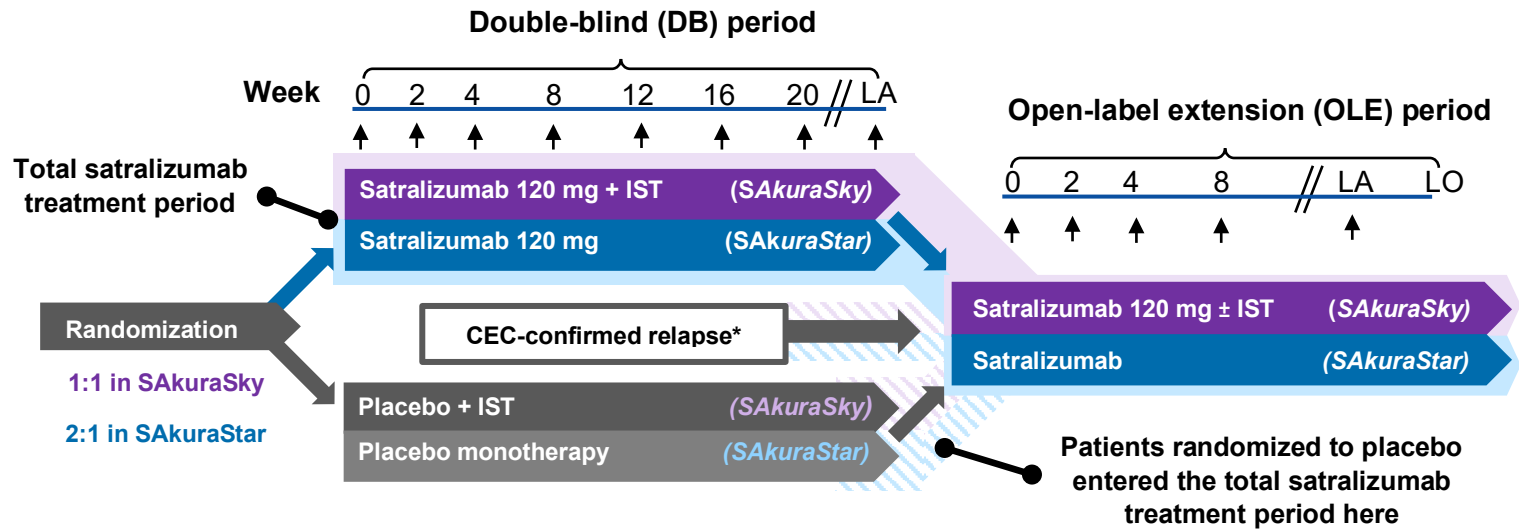 Double-blind (DB) period
Week 0 2 4 8 12 16 20 // LA
Open-label extension (OLE) period
0 2 4 8 // LA LO
Total satralizumab
treatment period
Satralizumab 120 mg + IST (SAkuraSky)
Satralizumab 120 mg (SAkuraStar)
Randomization
1:1 in SAkuraSky
2:1 in SAkuraStar
CEC-confirmed relapse*
Satralizumab 120 mg ± IST (SAkuraSky)
Satralizumab (SAkuraStar)
Placebo + IST (SAkuraSky)
Placebo monotherapy (SAkuraStar)
Patients randomized to placebo
entered the total satralizumab
treatment period here